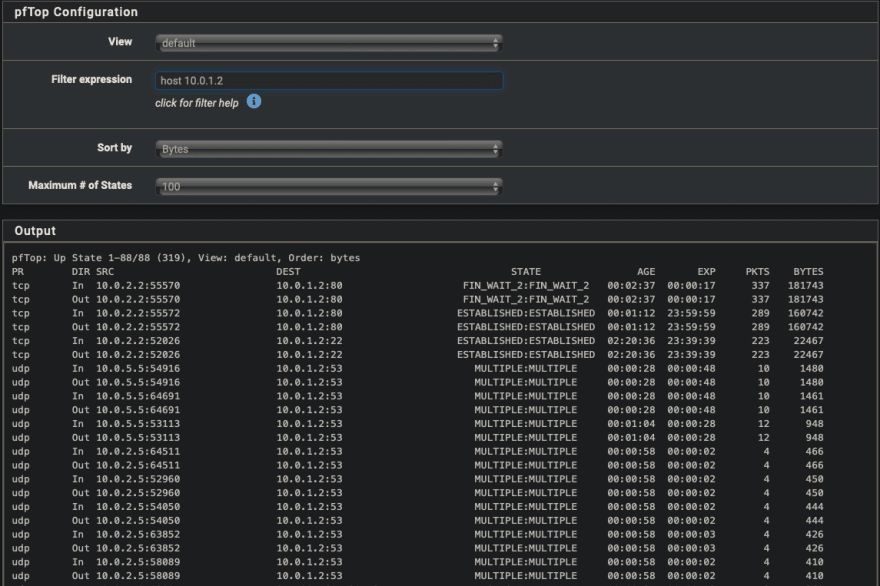 pfTop Configuration
View default
Filter expression host 10.0.1.2
click for filter help i
Sort by Bytes
Maximum # of States 100
Output
pfTop: Up State 1-88/88 (319), View: default, Order: bytes
PR DIR SRC DEST STATE AGE EXP PKTS BYTES
tcp In 10.0.2.2:55570 10.0.1.2:80 FIN_WAIT_2:FIN_WAIT_2 00:02:37 00:00:17 337 181743
tcp Out 10.0.2.2:55570 10.0.1.2:80 FIN_WAIT_2:FIN_WAIT_2 00:02:37 00:00:17 337 181743
tcp In 10.0.2.2:55572 10.0.1.2:80 ESTABLISHED:ESTABLISHED 00:01:12 23:59:59 289 160742
tcp Out 10.0.2.2:55572 10.0.1.2:80 ESTABLISHED:ESTABLISHED 00:01:12 23:59:59 289 160742
tcp In 10.0.2.2:52026 10.0.1.2:22 ESTABLISHED:ESTABLISHED 02:20:36 23:39:39 223 22467
tcp Out 10.0.2.2:52026 10.0.1.2:22 ESTABLISHED:ESTABLISHED 02:20:36 23:39:39 223 22467
udp In 10.0.5.5:54916 10.0.1.2:53 MULTIPLE:MULTIPLE 00:00:28 00:00:48 10 1480
udp Out 10.0.5.5:54916 10.0.1.2:53 MULTIPLE:MULTIPLE 00:00:28 00:00:48 10 1480
udp In 10.0.5.5:64691 10.0.1.2:53 MULTIPLE:MULTIPLE 00:00:28 00:00:48 10 1461
udp Out 10.0.5.5:64691 10.0.1.2:53 MULTIPLE:MULTIPLE 00:00:28 00:00:48 10 1461
udp In 10.0.5.5:53113 10.0.1.2:53 MULTIPLE:MULTIPLE 00:01:04 00:00:28 12 948
udp Out 10.0.5.5:53113 10.0.1.2:53 MULTIPLE:MULTIPLE 00:01:04 00:00:28 12 948
udp In 10.0.2.5:64511 10.0.1.2:53 MULTIPLE:MULTIPLE 00:00:58 00:00:02 4 466
udp Out 10.0.2.5:64511 10.0.1.2:53 MULTIPLE:MULTIPLE 00:00:58 00:00:02 4 466
udp In 10.0.2.5:52960 10.0.1.2:53 MULTIPLE:MULTIPLE 00:00:58 00:00:02 4 450
udp Out 10.0.2.5:52960 10.0.1.2:53 MULTIPLE:MULTIPLE 00:00:58 00:00:02 4 450
udp In 10.0.2.5:54050 10.0.1.2:53 MULTIPLE:MULTIPLE 00:00:58 00:00:02 4 444
udp Out 10.0.2.5:54050 10.0.1.2:53 MULTIPLE:MULTIPLE 00:00:58 00:00:02 4 444
udp In 10.0.2.5:63852 10.0.1.2:53 MULTIPLE:MULTIPLE 00:00:58 00:00:03 4 426
udp Out 10.0.2.5:63852 10.0.1.2:53 MULTIPLE:MULTIPLE 00:00:58 00:00:03 4 426
udp In 10.0.2.5:58089 10.0.1.2:53 MULTIPLE:MULTIPLE 00:00:58 00:00:02 4 410
udp Out 10.0.2.5:58089 10.0.1.2:53 MULTIPLE:MULTIPLE 00:00:58 00:00:02 4 410